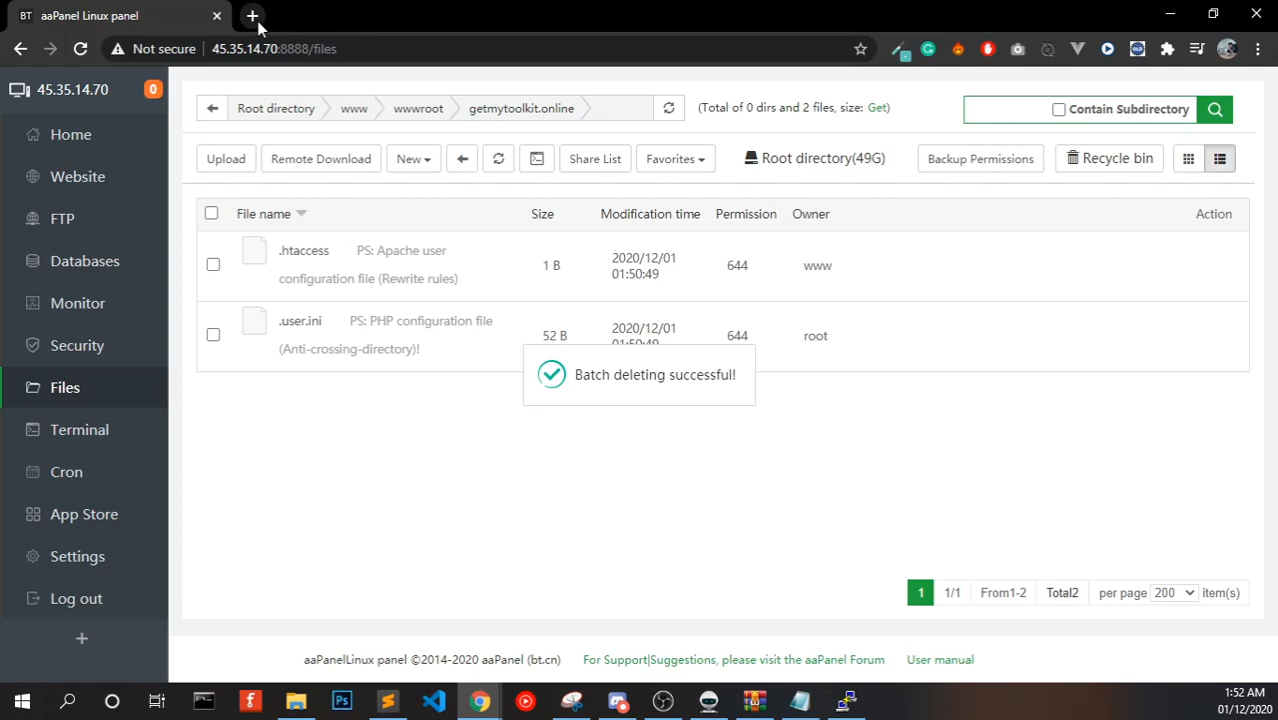 BT aaPanel Linux panel
Not secure 45.35.14.70:8888/files
45.35.14.70 0
Home
Website
FTP
Databases
Monitor
Security
Files
Terminal
Cron
App Store
Settings
Log out
Root directory www wwwroot getmytoolkit.online (Total of 0 dirs and 2 files, size: Get) Contain Subdirectory
Upload Remote Download New Share List Favorites Root directory(49G) Backup Permissions Recycle bin
File name Size Modification time Permission Owner Action
.htaccess PS: Apache user
configuration file (Rewrite rules)
1 B
2020/12/01
01:50:49
644 www
.user.ini PS: PHP configuration file
(Anti-crossing-directory)!
52 B
2020/12/01
01:50:49
644 root
Batch deleting successful!
1 1/1 From1-2 Total2 per page 200 item(s)
aaPanelLinux panel ©2014-2020 aaPanel (bt.cn) For Support|Suggestions, please visit the aaPanel Forum User manual
Ps
1:52 AM
01/12/2020